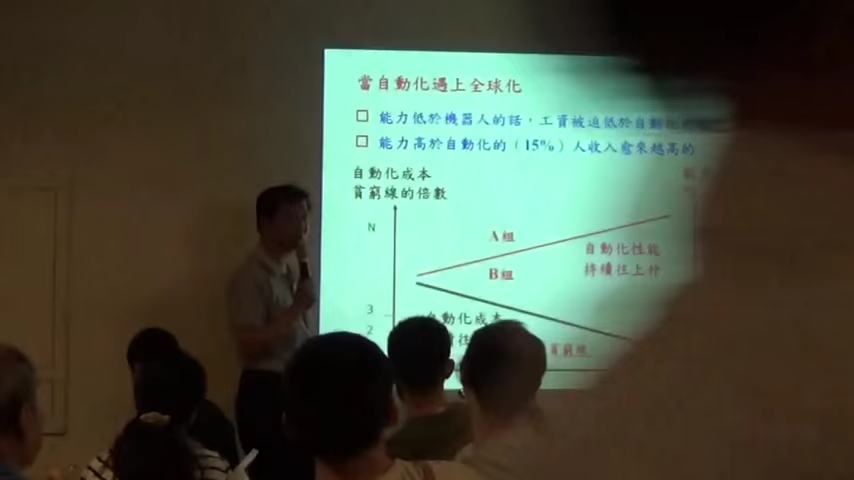 當自動化遇上全球化
能力低於機器人的話，工資被迫低於自動化
能力高於自動化的（15%）人收入愈來越高的
自動化成本
貧窮線的倍數
N
A組
自動化性能
B組
持續往上升
3
自動化成本
2
貧窮線